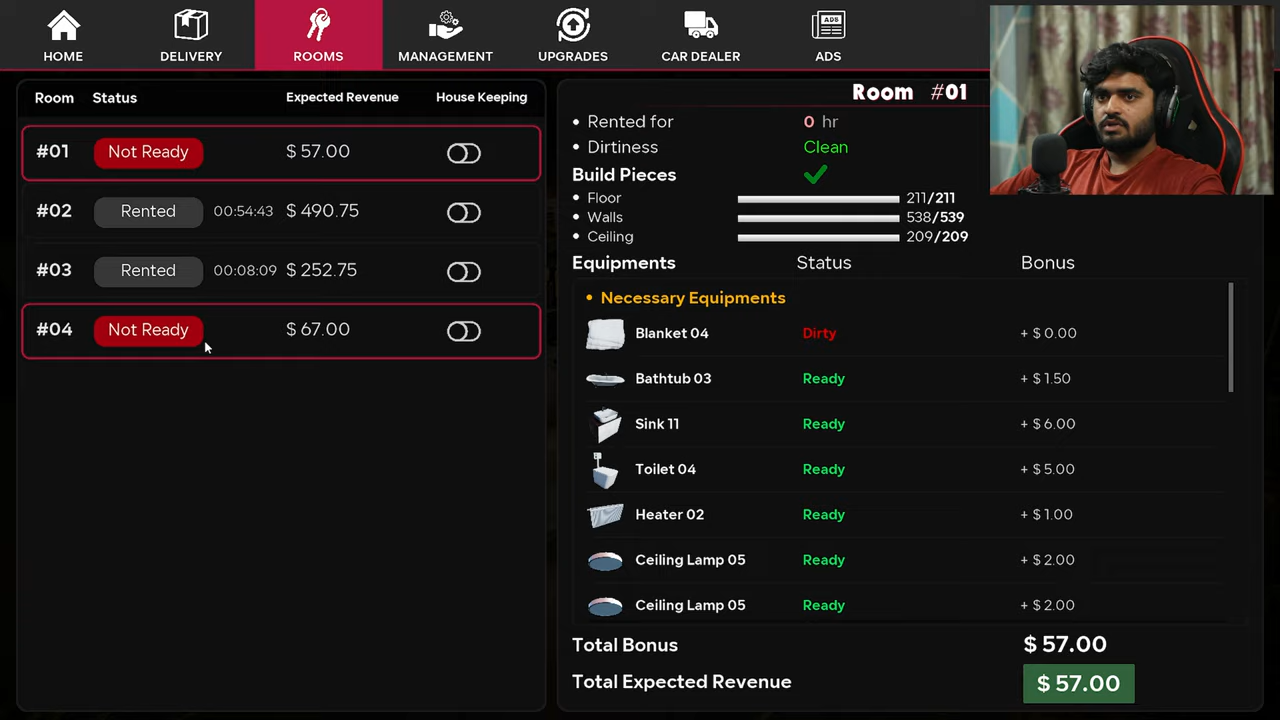 HOME
DELIVERY
ROOMS
MANAGEMENT
UPGRADES
CAR DEALER
ADS
ADS
Room Status Expected Revenue House Keeping
#01 Not Ready $ 57.00
#02 Rented 00:54:43 $ 490.75
#03 Rented 00:08:09 $ 252.75
#04 Not Ready $ 67.00
Room #01
• Rented for 0 hr
• Dirtiness Clean
Build Pieces
• Floor 211/211
• Walls 538/539
• Ceiling 209/209
Equipments Status Bonus
• Necessary Equipments
Blanket 04 Dirty + $ 0.00
Bathtub 03 Ready + $ 1.50
Sink 11 Ready + $ 6.00
Toilet 04 Ready + $ 5.00
Heater 02 Ready + $ 1.00
Ceiling Lamp 05 Ready + $ 2.00
Ceiling Lamp 05 Ready + $ 2.00
Total Bonus $ 57.00
Total Expected Revenue $ 57.00